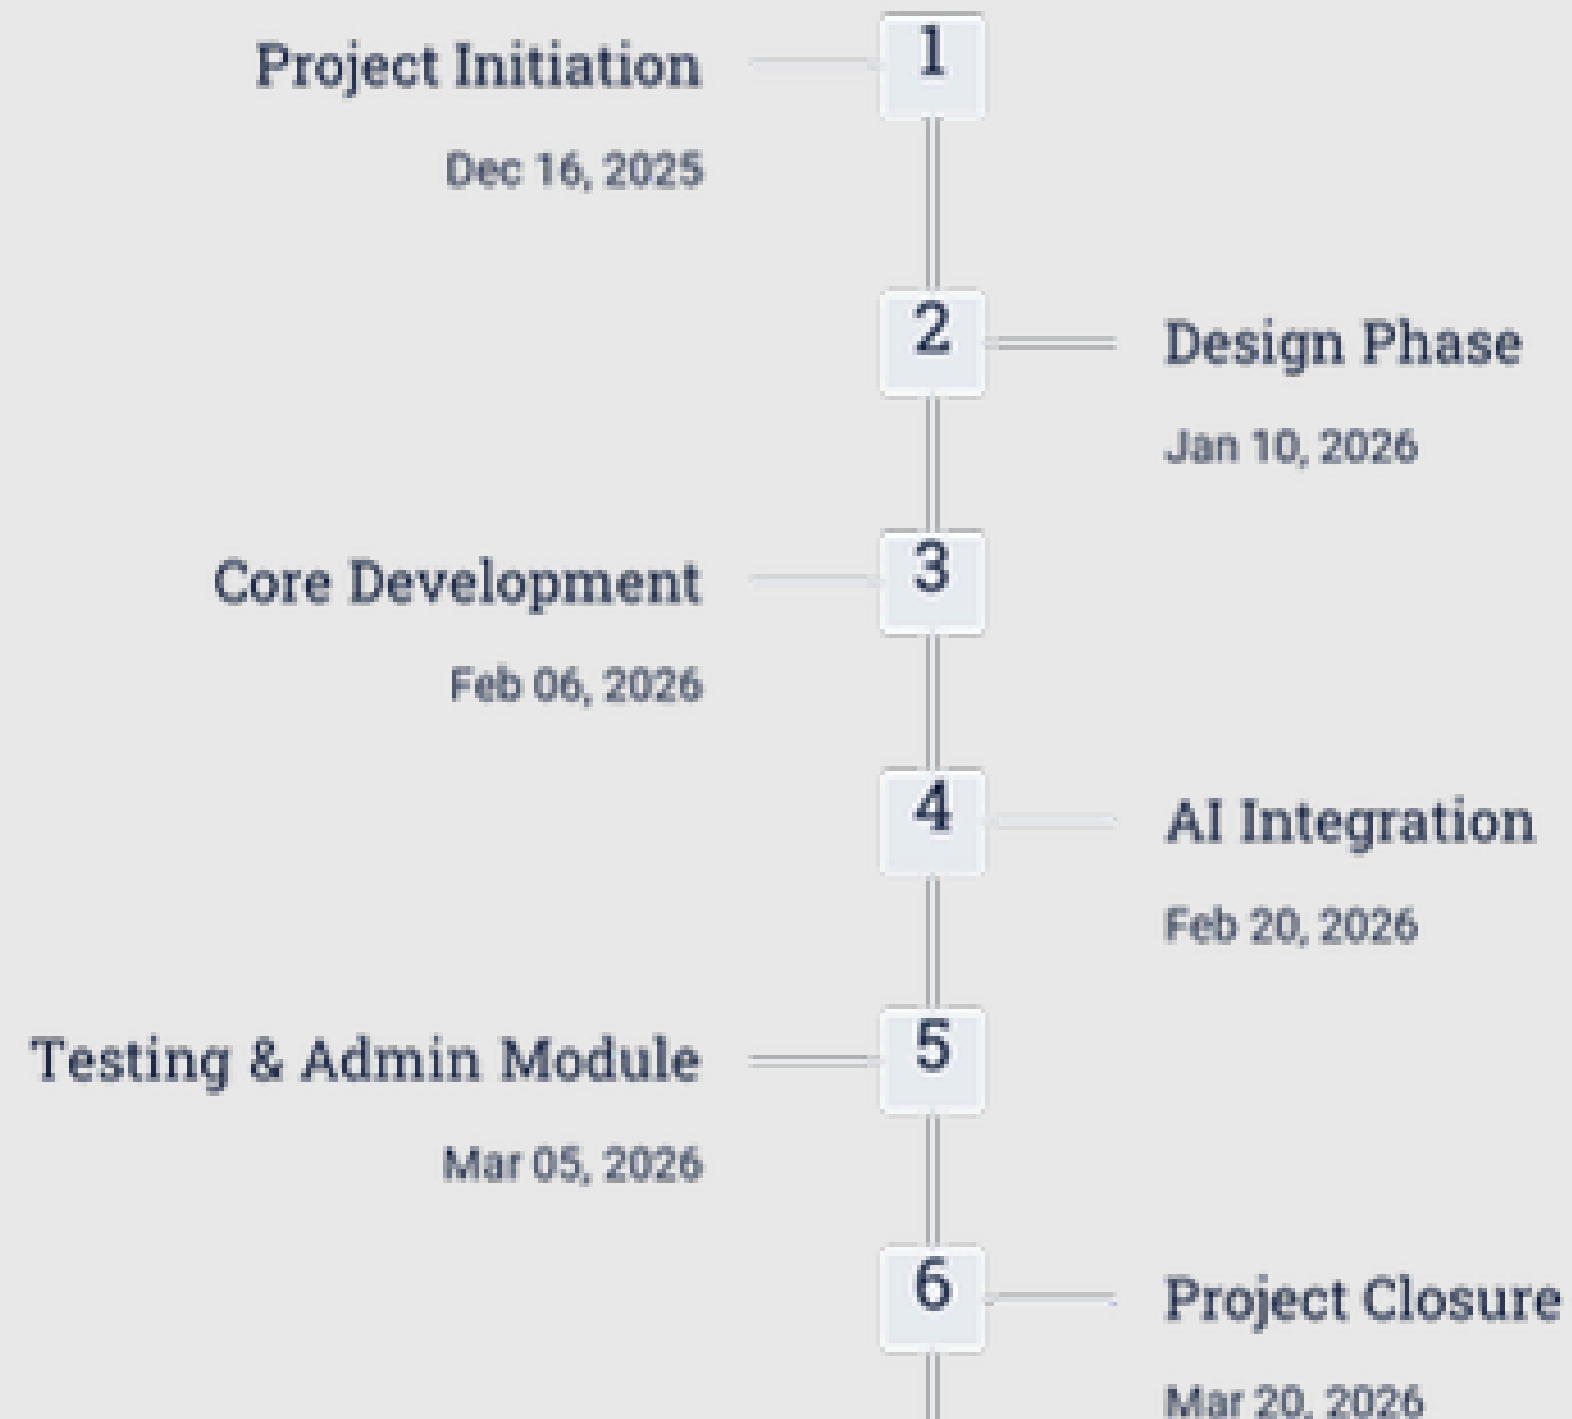 Project Initiation
1
Dec 16, 2025
2
Design Phase
Jan 10, 2026
Core Development
3
Feb 06, 2026
4
AI Integration
Feb 20, 2026
Testing & Admin Module
5
Mar 05, 2026
6
Project Closure
Mar 20, 2026